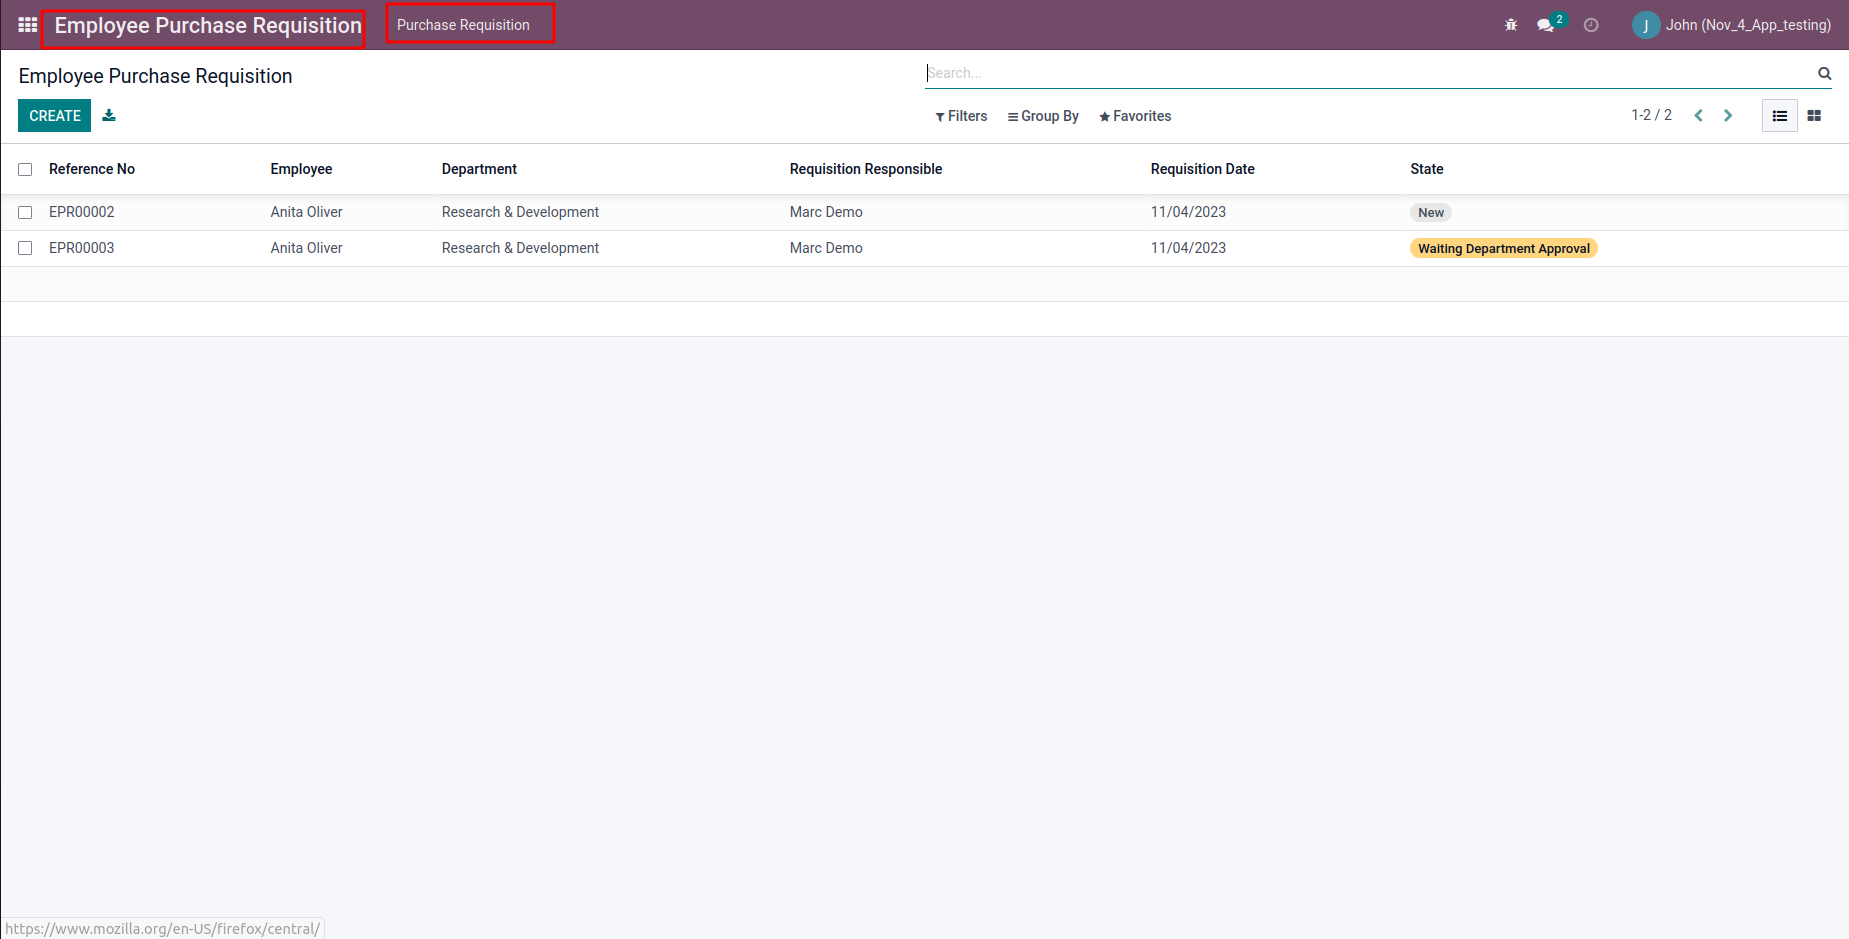 Employee Purchase Requisition Purchase Requisition 2 J John (Nov_4_App_testing)
Employee Purchase Requisition Search...
CREATE Filters Group By Favorites 1-2 / 2
Reference No Employee Department Requisition Responsible Requisition Date State
EPR00002 Anita Oliver Research & Development Marc Demo 11/04/2023 New
EPR00003 Anita Oliver Research & Development Marc Demo 11/04/2023 Waiting Department Approval
https://www.mozilla.org/en-US/firefox/central/